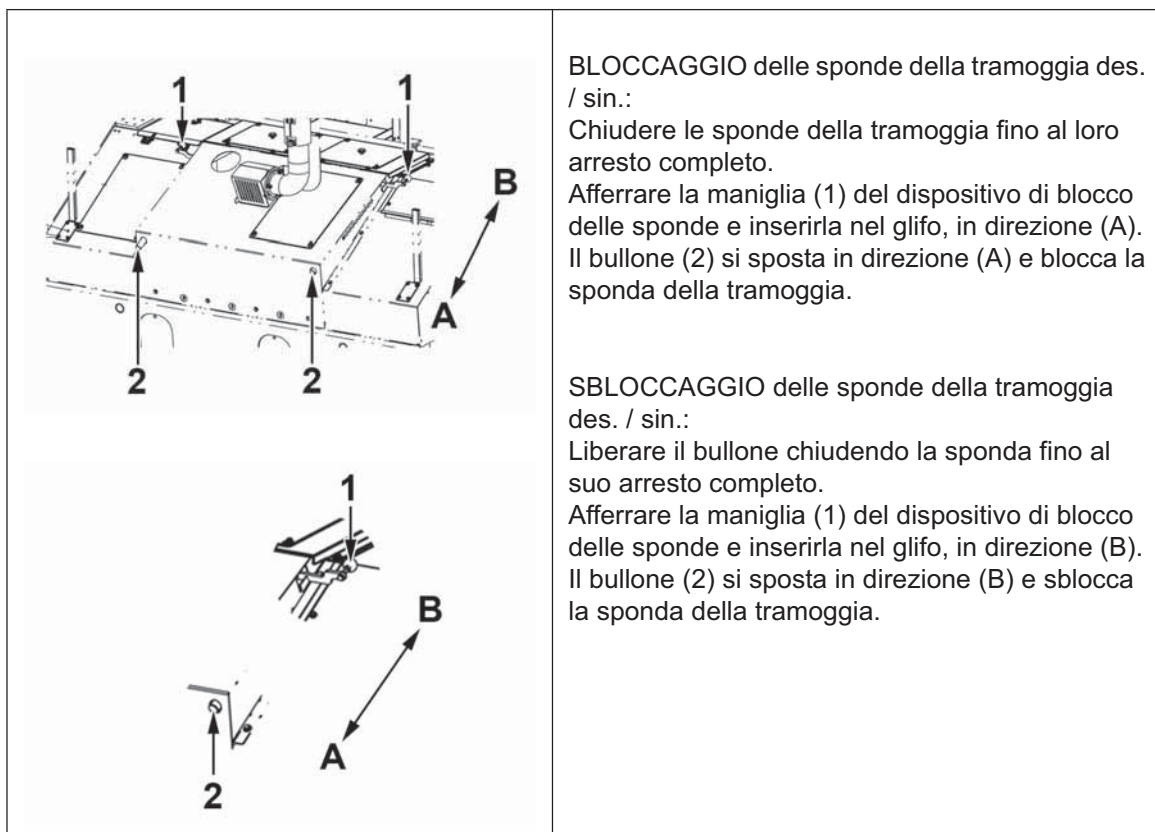 1
1
B
A
2
2
1
B
A
2
BLOCCAGGIO delle sponde della tramoggia des.
/ sin.:
Chiudere le sponde della tramoggia fino al loro
arresto completo.
Afferrare la maniglia (1) del dispositivo di blocco
delle sponde e inserirla nel glifo, in direzione (A).
Il bullone (2) si sposta in direzione (A) e blocca la
sponda della tramoggia.
SBLOCCAGGIO delle sponde della tramoggia
des. / sin.:
Liberare il bullone chiudendo la sponda fino al
suo arresto completo.
Afferrare la maniglia (1) del dispositivo di blocco
delle sponde e inserirla nel glifo, in direzione (B).
Il bullone (2) si sposta in direzione (B) e sblocca
la sponda della tramoggia.